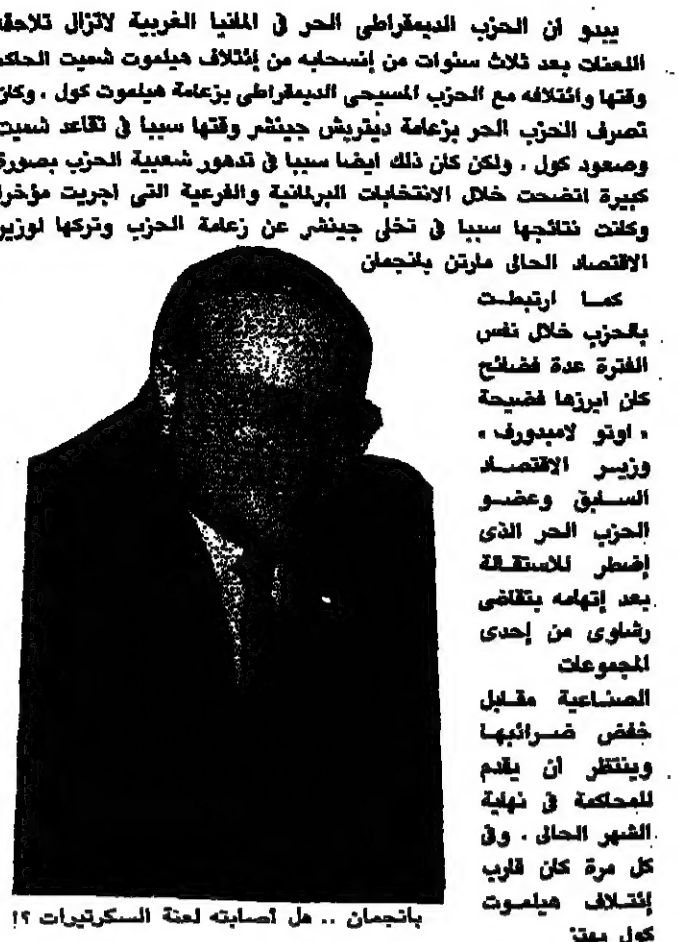 يبدو ان الحزب الديمقراطى الحر فى المانيا الغربية لاتزال تلاحقه
اللعنات بعد ثلاث سنوات من إنسحابه من إئتلاف هيلموت شميت الحاكم
وقتها وائتلافه مع الحزب المسيحى الديمقراطى بزعامة هيلموت كول . وكان
تصرف الحزب الحر بزعامة ديتريش جينشر وقتها سببا فى تقاعد شميت
وصعود كول . ولكن كان ذلك ايضا سببا فى تدهور شعبية الحزب بصورة
كبيرة اتضحت خلال الانتخابات البرلمانية والفرعية التى اجريت مؤخرا
وكانت نتائجها سببا فى تخلى جينشر عن زعامة الحزب وتركها لوزير
الاقتصاد الحالى مارتن بانجمان
كما ارتبطت
بالحزب خلال نفس
الفترة عدة فضائح
كان ابرزها فضيحة
« اوتو لامبدورف »
وزير الاقتصاد
السابق وعضو
الحزب الحر الذى
إضطر للاستقالة
بعد إتهامه بتقاضى
رشاوى من إحدى
المجموعات
الصناعية مقابل
خفض ضرائبها
وينتظر ان يقدم
للمحاكمة فى نهاية
الشهر الحالى . وفى
كل مرة كان قارب
إئتلاف هيلموت
كول يهتز
بانجمان .. هل اصابته لعنة السكرتيرات ؟!